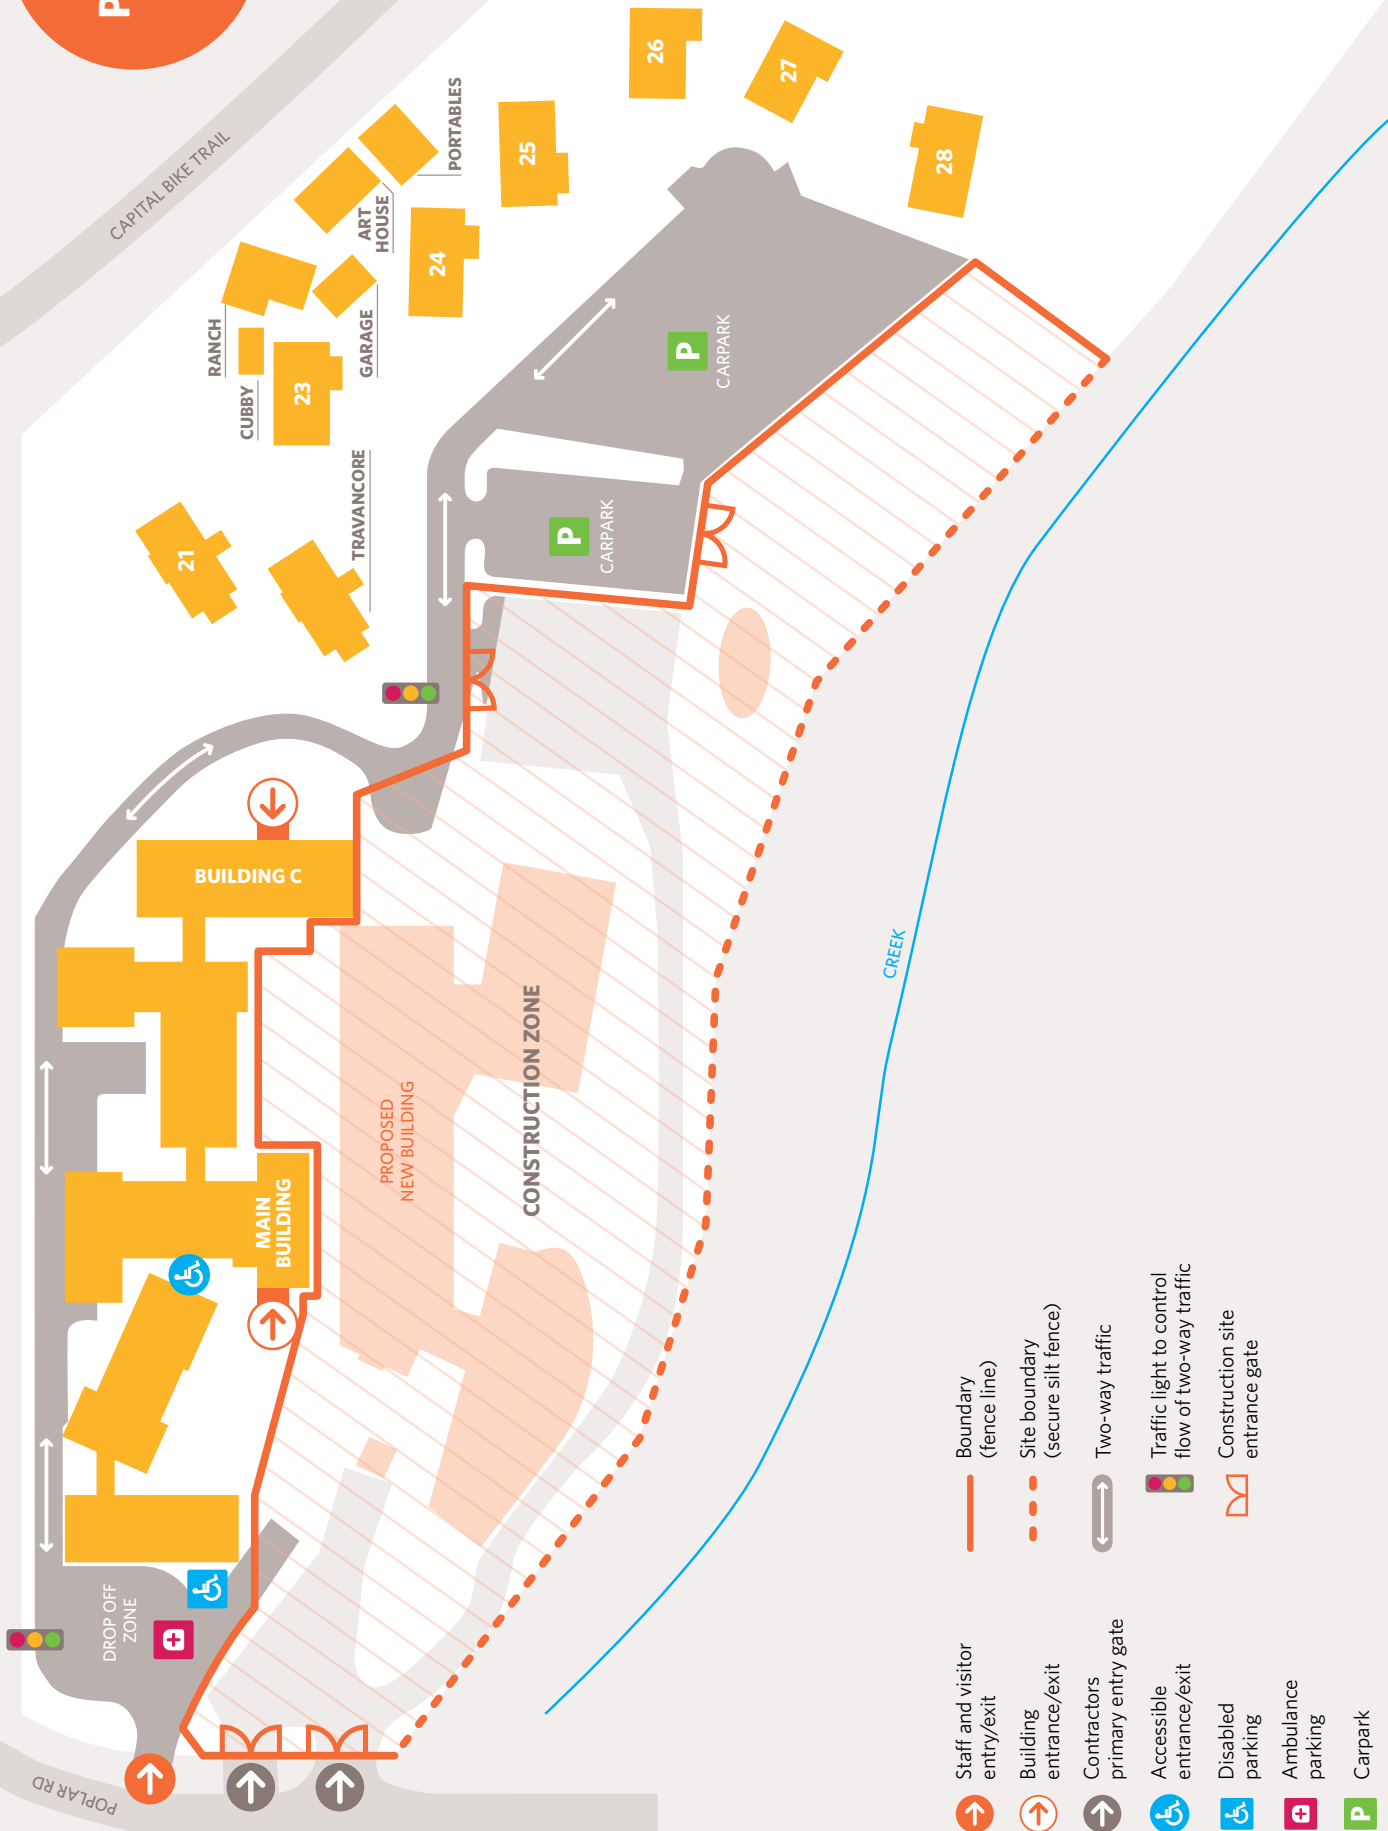 P
CAPITAL BIKE TRAIL
26
27
28
25
24
23
21
PORTABLES
ART
HOUSE
GARAGE
RANCH
CUBBY
TRAVANCORE
P
CARPARK
P
CARPARK
BUILDING C
MAIN
BUILDING
PROPOSED
NEW BUILDING
CONSTRUCTION ZONE
CREEK
DROP OFF
ZONE
POPLAR RD
Staff and visitor
entry/exit
Building
entrance/exit
Contractors
primary entry gate
Accessible
entrance/exit
Disabled
parking
Ambulance
parking
P
Carpark
Boundary
(fence line)
Site boundary
(secure silt fence)
Two-way traffic
Traffic light to control
flow of two-way traffic
Construction site
entrance gate